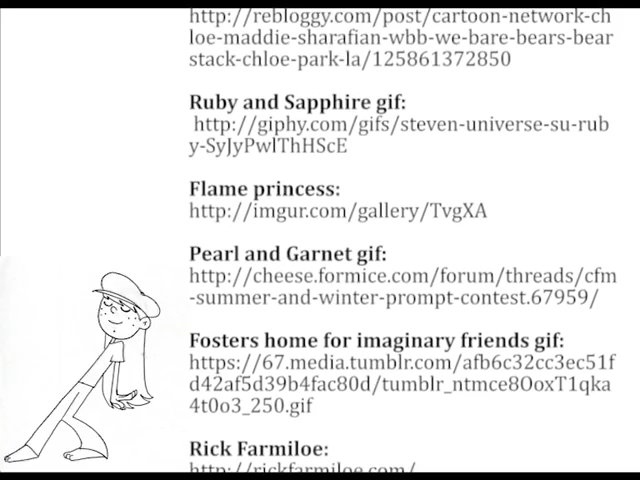 http://rebloggy.com/post/cartoon-network-ch
loe-maddie-sharafian-wbb-we-bare-bears-bear
stack-chloe-park-la/125861372850
Ruby and Sapphire gif:
http://giphy.com/gifs/steven-universe-su-rub
y-SyJyPwlThHScE
Flame princess:
http://imgur.com/gallery/TvgXA
Pearl and Garnet gif:
http://cheese.formice.com/forum/threads/cfm
-summer-and-winter-prompt-contest.67959/
Fosters home for imaginary friends gif:
https://67.media.tumblr.com/afb6c32cc3ec51f
d42af5d39b4fac80d/tumblr_ntmce8OoxT1qka
4t0o3_250.gif
Rick Farmiloe:
http://rickfarmiloe.com/